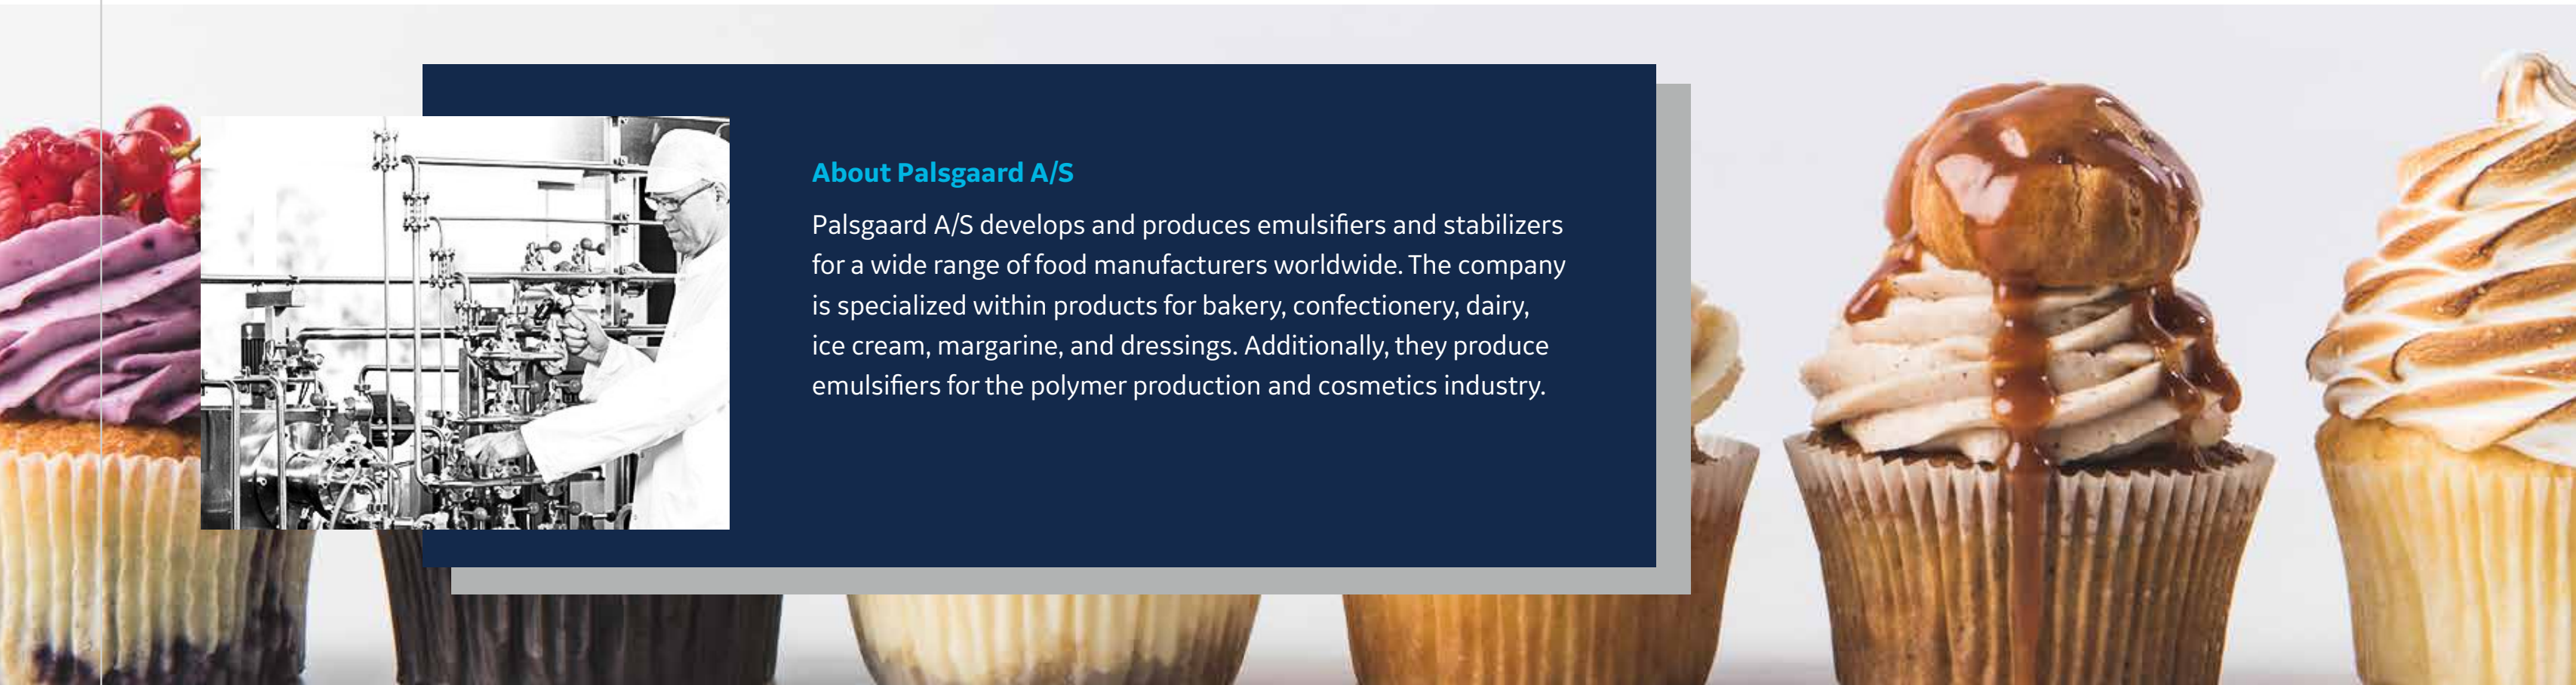 About Palsgaard A/S
Palsgaard A/S develops and produces emulsifiers and stabilizers
for a wide range of food manufacturers worldwide. The company
is specialized within products for bakery, confectionery, dairy,
ice cream, margarine, and dressings. Additionally, they produce
emulsifiers for the polymer production and cosmetics industry.